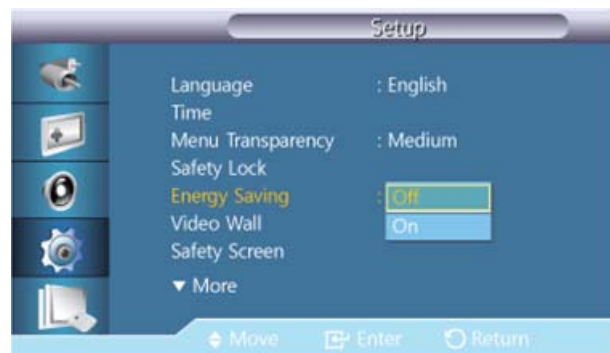 Setup
Language : English
Time
Menu Transparency : Medium
Safety Lock
Energy Saving : Off
On
Video Wall
Safety Screen
▼ More
Move Enter Return